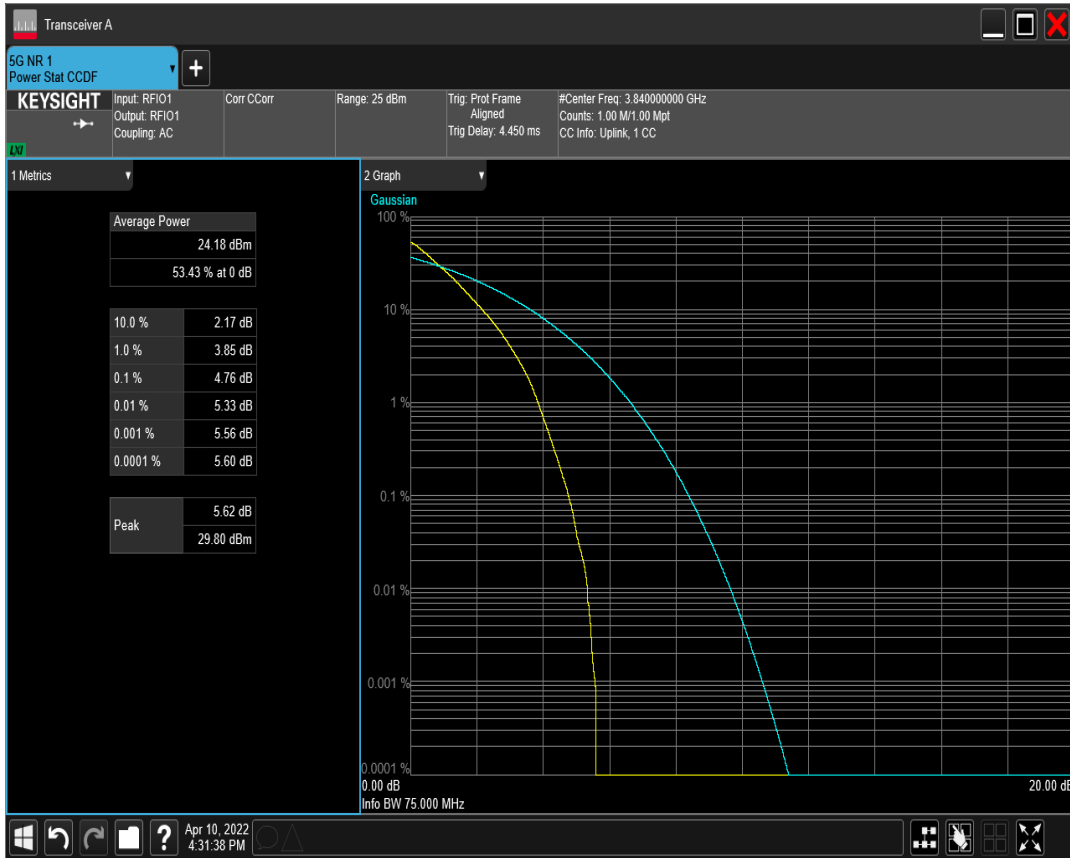 Transceiver A
5G NR 1
Power Stat CCDF
+
KEYSIGHT
LXI
Input: RFIO1
Output: RFIO1
Coupling: AC
Corr CCorr
Range: 25 dBm
Trig: Prot Frame
Aligned
Trig Delay: 4.450 ms
#Center Freq: 3.840000000 GHz
Counts: 1.00 M/1.00 Mpt
CC Info: Uplink, 1 CC
1 Metrics
Average Power
24.18 dBm
53.43 % at 0 dB
10.0 % 2.17 dB
1.0 % 3.85 dB
0.1 % 4.76 dB
0.01 % 5.33 dB
0.001 % 5.56 dB
0.0001 % 5.60 dB
Peak
5.62 dB
29.80 dBm
2 Graph
Gaussian
100 %
10 %
1 %
0.1 %
0.01 %
0.001 %
0.0001 %
0.00 dB 20.00 dB
Info BW 75.000 MHz
?
Apr 10, 2022
4:31:38 PM